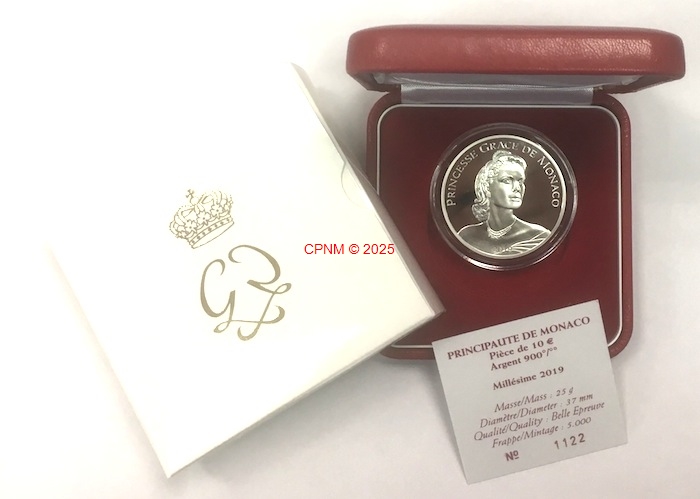 PRINCESSE GRACE DE MONACO
CPNM © 2025
PRINCIPAUTE DE MONACO
Pièce de 10 €
Argent 900°/°°
Millésime 2019
Masse/Mass : 25 g
Diamètre/Diameter : 37 mm
Qualité/Quality : Belle Epreuve
Frappe/Mintage : 5.000
Nº 1122